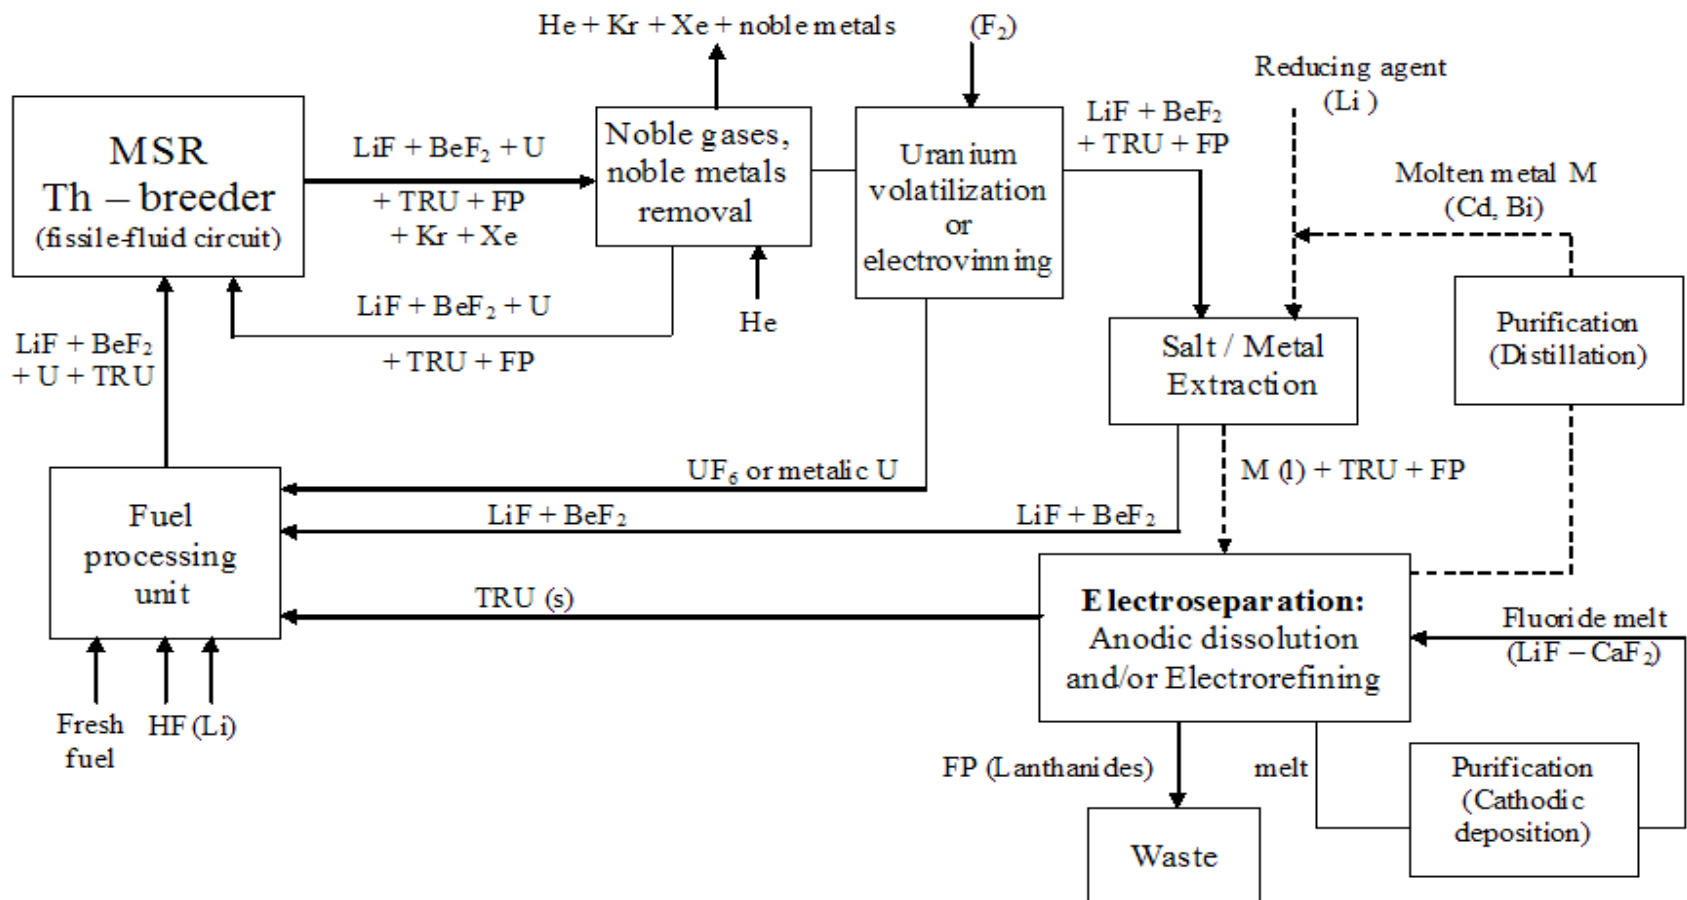 He + Kr + Xe + noble metals
(F₂)
Reducing agent
(Li )
MSR
Th – breeder
(fissile-fluid circuit)
LiF + BeF₂ + U
+ TRU + FP
+ Kr + Xe
Noble gases,
noble metals
removal
Uranium
volatilization
or
electrovinning
LiF + BeF₂
+ TRU + FP
Molten metal M
(Cd, Bi)
LiF + BeF₂ + U
+ TRU + FP
He
LiF + BeF₂
+ U + TRU
Salt / Metal
Extraction
Purification
(Distillation)
UF₆ or metalic U
M (l) + TRU + FP
LiF + BeF₂
LiF + BeF₂
Fuel
processing
unit
TRU (s)
Electroseparation:
Anodic dissolution
and/or Electrorefining
Fluoride melt
(LiF – CaF₂)
Fresh
fuel
HF (Li)
FP (Lanthanides)
melt
Purification
(Cathodic
deposition)
Waste